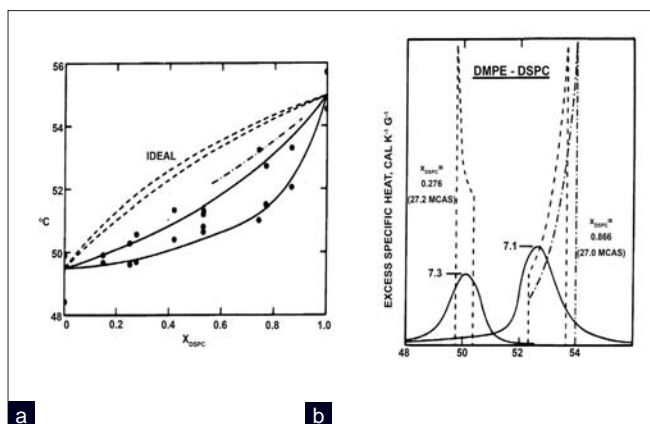 56
54
52
50
48
°C
IDEAL
0
0.2
0.4
0.6
0.8
1.0
XDSPC
a
EXCESS SPECIFIC HEAT, CAL K⁻¹ G⁻¹
DMPE - DSPC
XDSPC=
0.276
(27.2 MCAS)
7.3
7.1
XDSPC=
0.866
(27.0 MCAS)
48
50
52
54
b